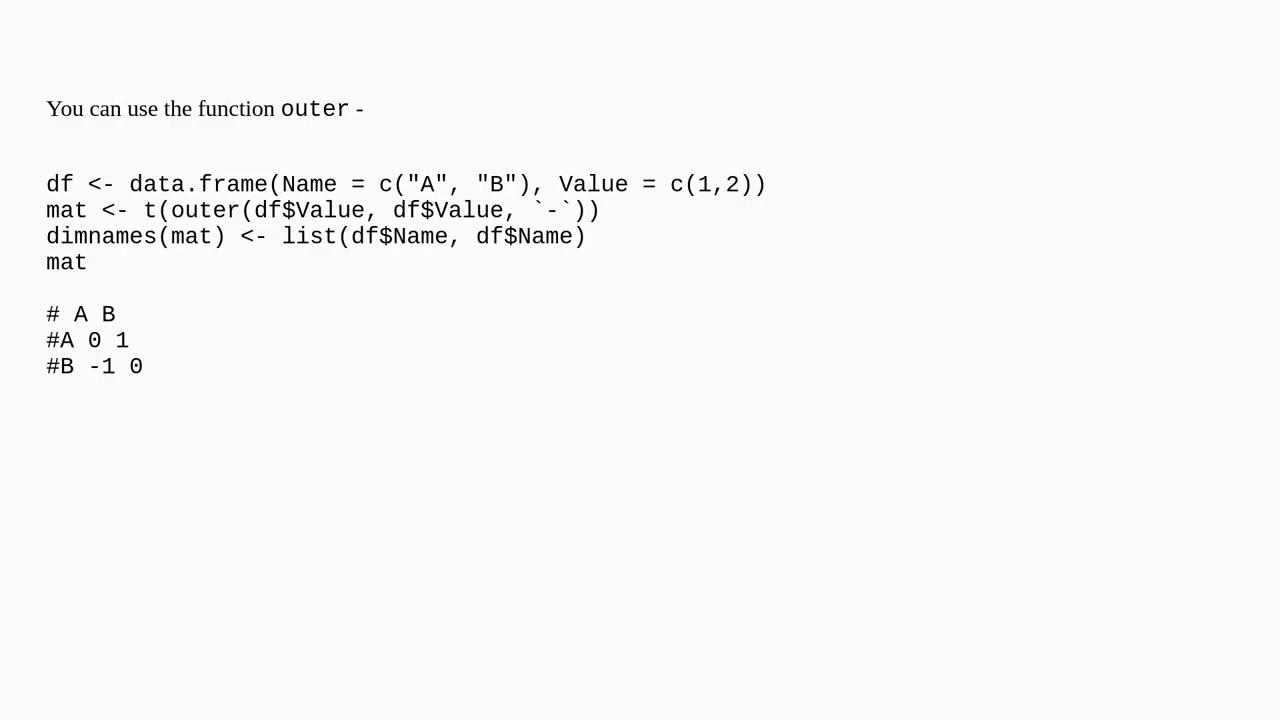 You can use the function outer -
df <- data.frame(Name = c("A", "B"), Value = c(1,2))
mat <- t(outer(df$Value, df$Value, `-`))
dimnames(mat) <- list(df$Name, df$Name)
mat
# A B
#A 0 1
#B -1 0